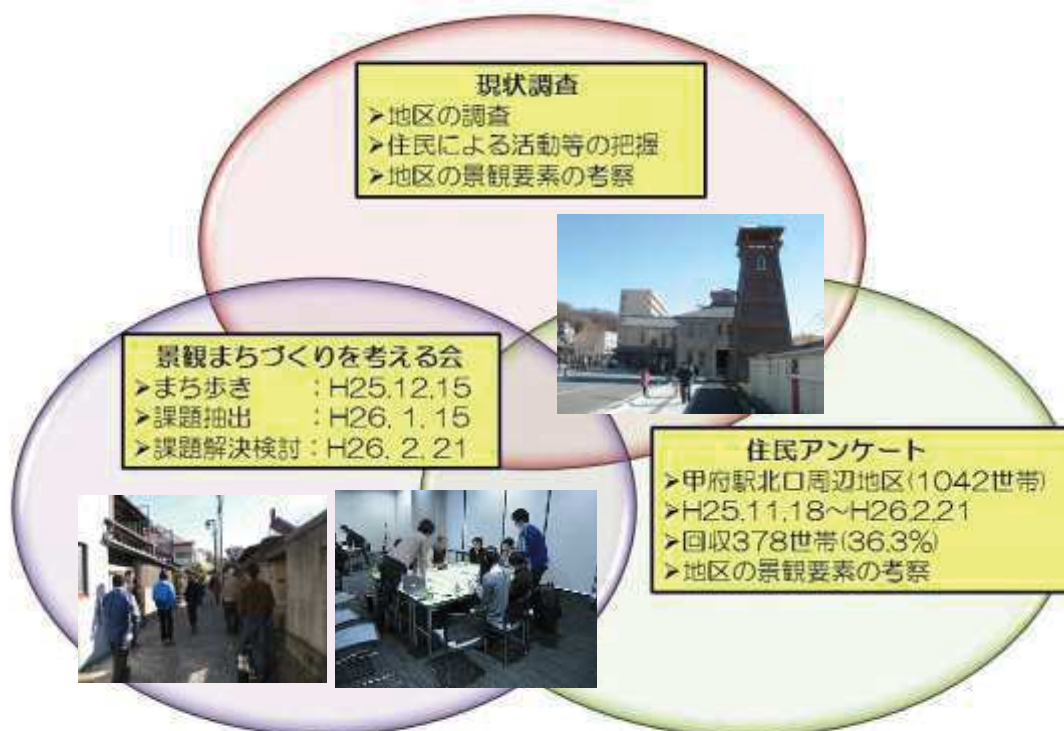 現状調査
➤地区の調査
➤住民による活動等の把握
➤地区の景観要素の考察
景観まちづくりを考える会
➤まち歩き　　：H25.12.15
➤課題抽出　　：H26. 1. 15
➤課題解決検討：H26. 2. 21
住民アンケート
➤甲府駅北口周辺地区(1042世帯)
➤H25.11.18～H26.2.21
➤回収378世帯(36.3%)
➤地区の景観要素の考察